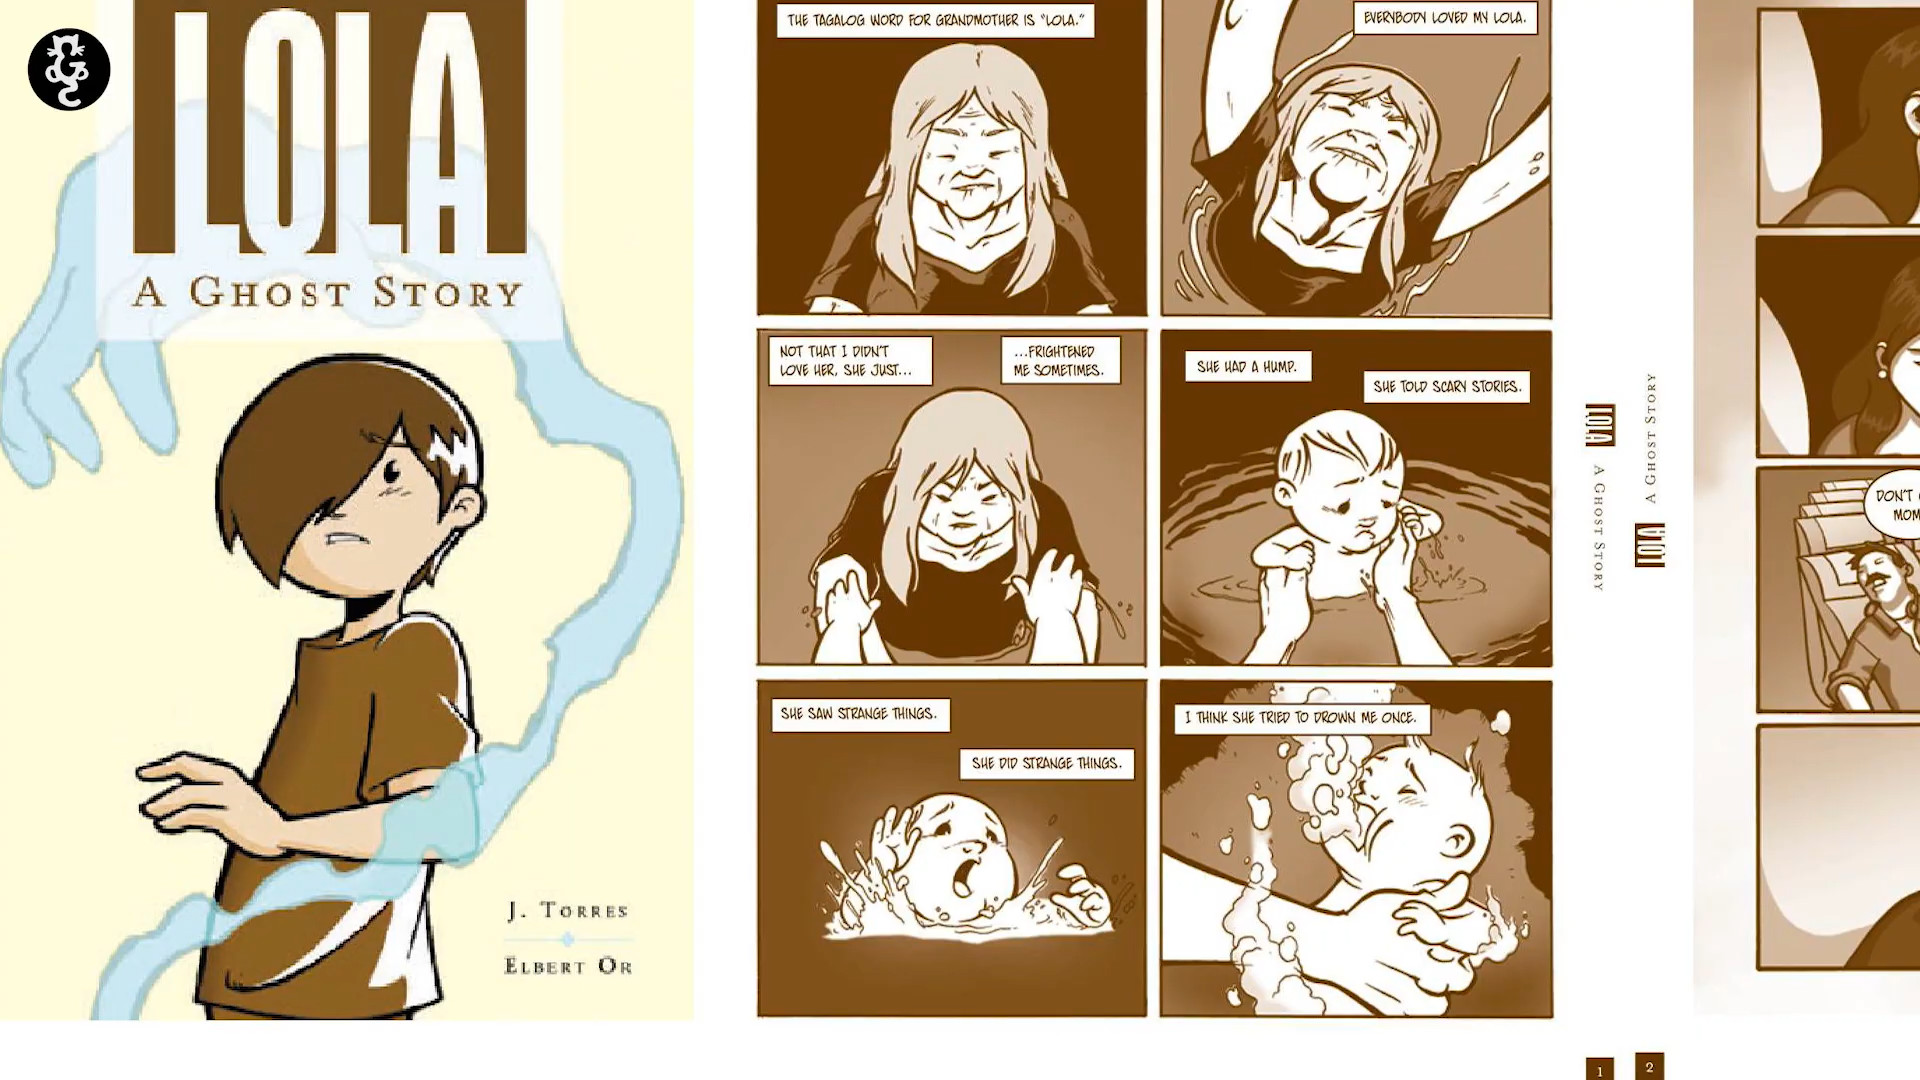 LOLA
A GHOST STORY
J. TORRES
ELBERT OR
THE TAGALOG WORD FOR GRANDMOTHER IS "LOLA."
EVERYBODY LOVED MY LOLA.
NOT THAT I DIDN'T
LOVE HER, SHE JUST...
...FRIGHTENED
ME SOMETIMES.
SHE HAD A HUMP.
SHE TOLD SCARY STORIES.
SHE SAW STRANGE THINGS.
SHE DID STRANGE THINGS.
I THINK SHE TRIED TO DROWN ME ONCE.
LOLA A GHOST STORY
1
LOLA A GHOST STORY
2
DON'T
MOM